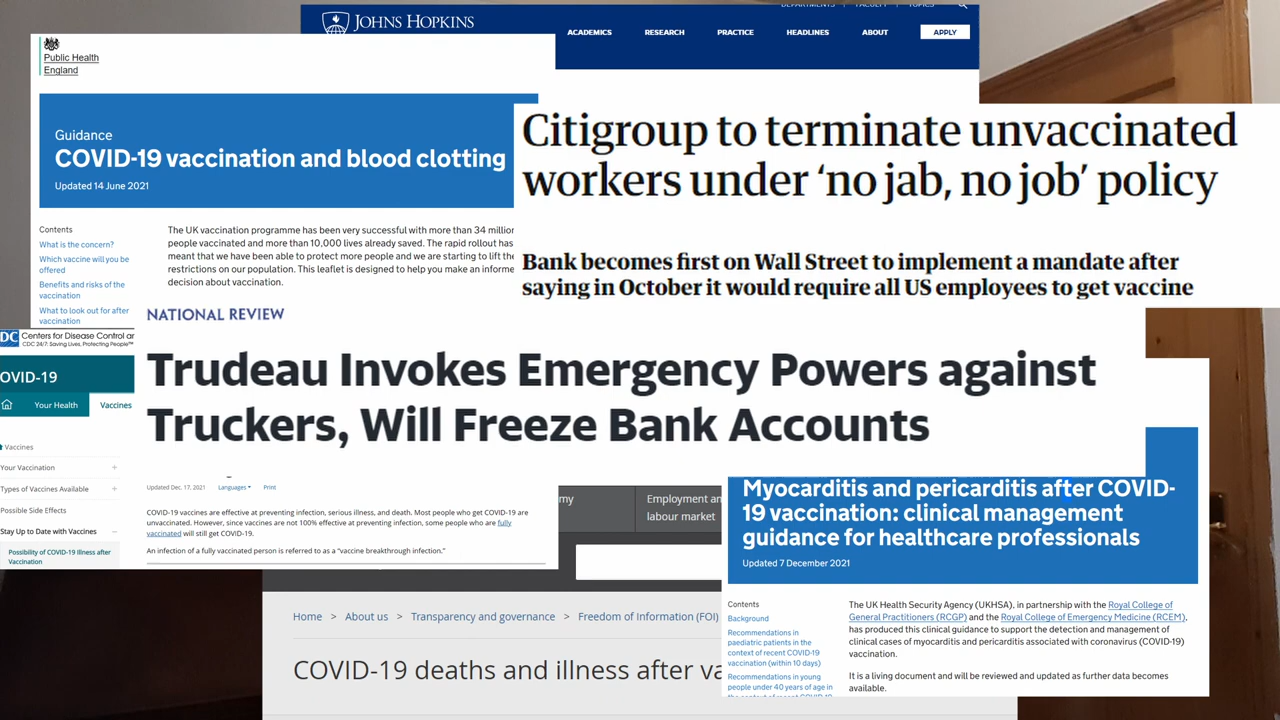 DEPARTMENTS FACULTY TOPICS
JOHNS HOPKINS
ACADEMICS RESEARCH PRACTICE HEADLINES ABOUT APPLY
Public Health
England
Guidance
COVID-19 vaccination and blood clotting
Updated 14 June 2021
Contents
What is the concern?
Which vaccine will you be
offered
Benefits and risks of the
vaccination
What to look out for after
vaccination
The UK vaccination programme has been very successful with more than 34 million
people vaccinated and more than 10,000 lives already saved. The rapid rollout has
meant that we have been able to protect more people and we are starting to lift the
restrictions on our population. This leaflet is designed to help you make an informe
decision about vaccination.
Citigroup to terminate unvaccinated
workers under ‘no jab, no job’ policy
Bank becomes first on Wall Street to implement a mandate after
saying in October it would require all US employees to get vaccine
NATIONAL REVIEW
Trudeau Invokes Emergency Powers against
Truckers, Will Freeze Bank Accounts
DC Centers for Disease Control ar
CDC 24/7: Saving Lives, Protecting People™
OVID-19
Your Health Vaccines
Vaccines
Your Vaccination +
Types of Vaccines Available +
Possible Side Effects
Stay Up to Date with Vaccines −
Possibility of COVID-19 Illness after
Vaccination
Updated Dec. 17, 2021 Languages Print
COVID-19 vaccines are effective at preventing infection, serious illness, and death. Most people who get COVID-19 are
unvaccinated. However, since vaccines are not 100% effective at preventing infection, some people who are fully
vaccinated will still get COVID-19.
An infection of a fully vaccinated person is referred to as a “vaccine breakthrough infection.”
my
Employment an
labour market
Home > About us > Transparency and governance > Freedom of Information (FOI)
COVID-19 deaths and illness after va
Myocarditis and pericarditis after COVID-
19 vaccination: clinical management
guidance for healthcare professionals
Updated 7 December 2021
Contents
Background
Recommendations in
paediatric patients in the
context of recent COVID-19
vaccination (within 10 days)
Recommendations in young
people under 40 years of age in
the context of recent COVID-19
The UK Health Security Agency (UKHSA), in partnership with the Royal College of
General Practitioners (RCGP) and the Royal College of Emergency Medicine (RCEM),
has produced this clinical guidance to support the detection and management of
clinical cases of myocarditis and pericarditis associated with coronavirus (COVID-19)
vaccination.
It is a living document and will be reviewed and updated as further data becomes
available.